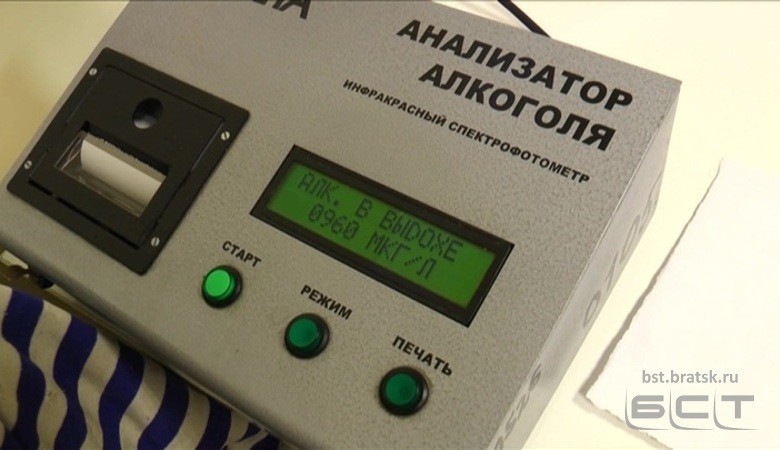 АНАЛИЗАТОР
АЛКОГОЛЯ
ИНФРАКРАСНЫЙ СПЕКТРОФОТОМЕТР
АЛК. В ВЫДОХЕ
0960 МКГ/Л
СТАРТ
РЕЖИМ
ПЕЧАТЬ
bst.bratsk.ru
БСТ